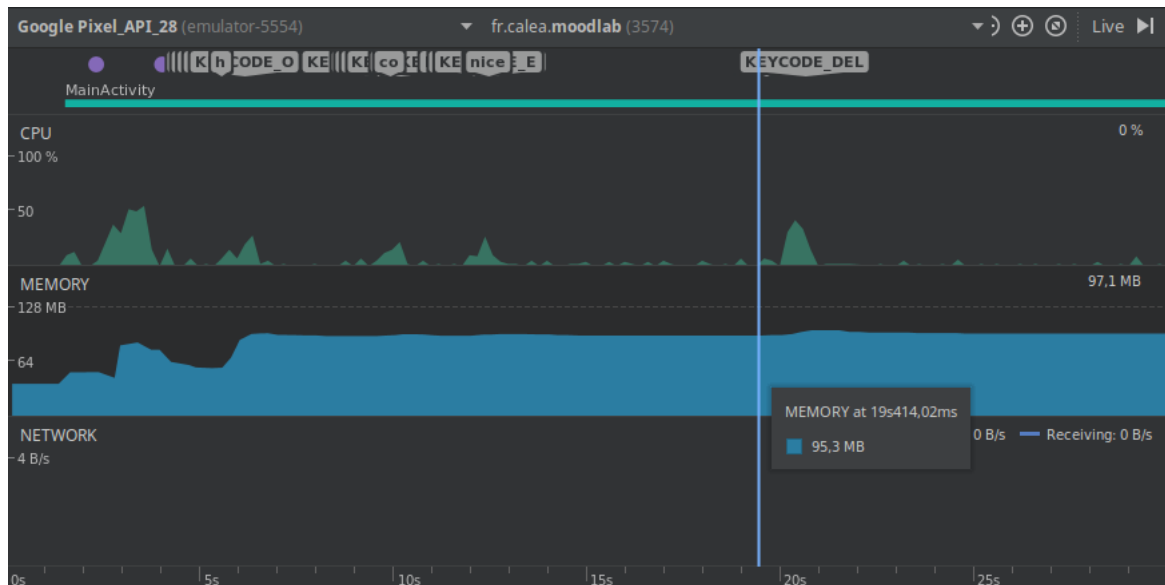 Google Pixel_API_28 (emulator-5554) fr.calea.moodlab (3574) Live
K h CODE_O KE KE co KE KE nice E_E KEYCODE_DEL
MainActivity
CPU 0 %
100 %
50
MEMORY 97,1 MB
128 MB
64
MEMORY at 19s414,02ms
NETWORK 0 B/s Receiving: 0 B/s
95,3 MB
4 B/s
0s 5s 10s 15s 20s 25s